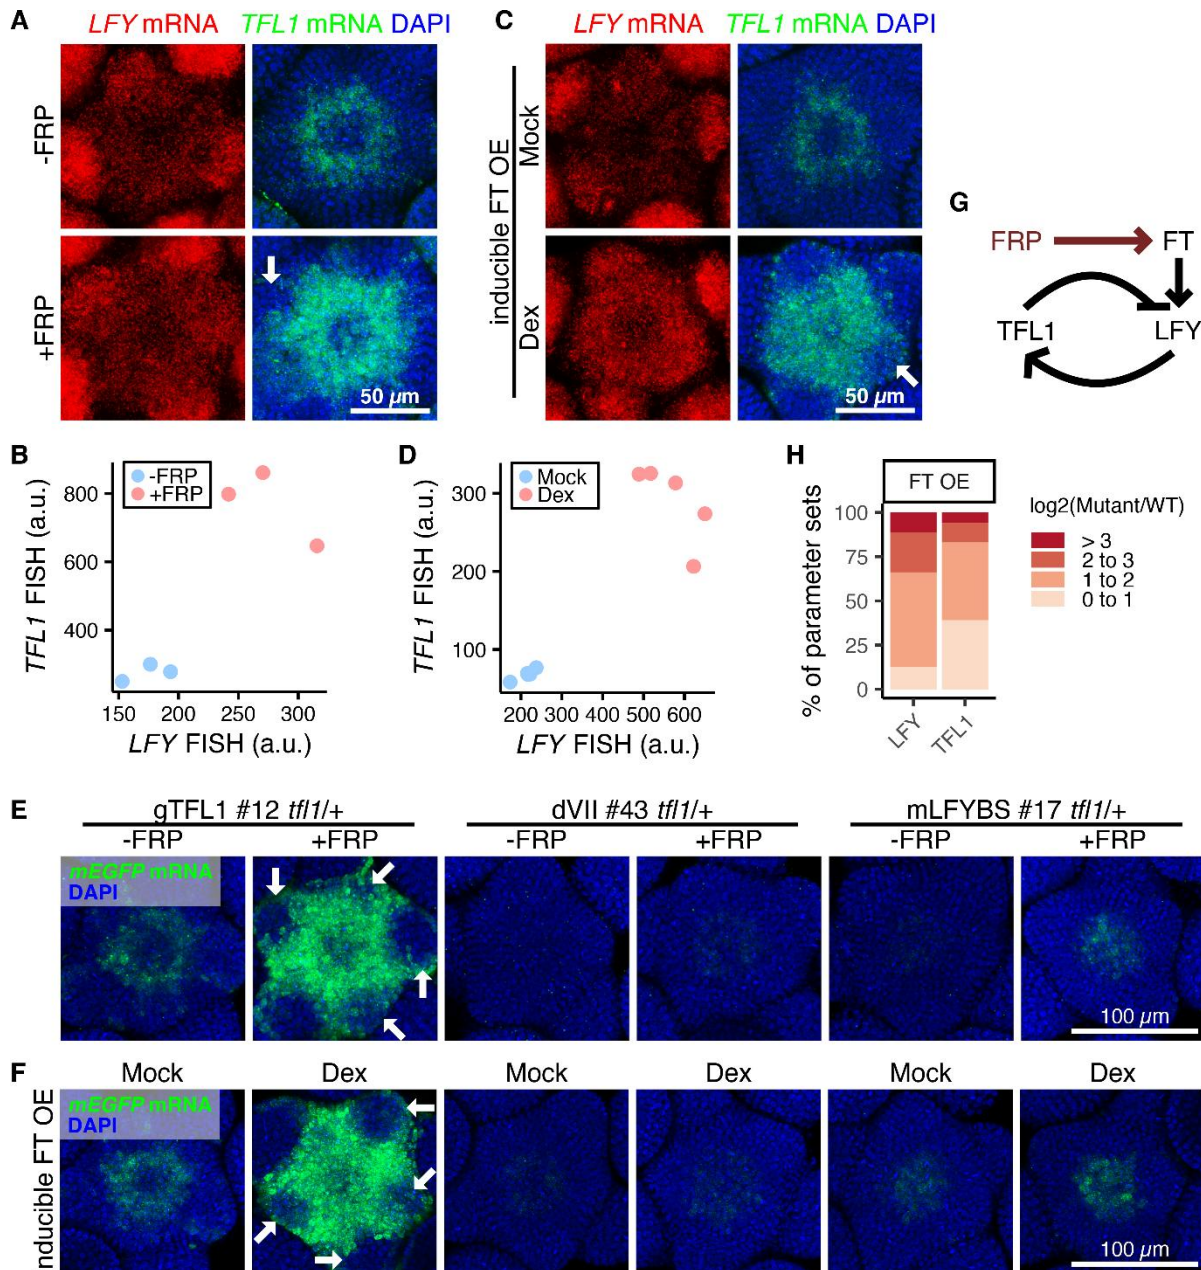 A
LFY mRNA TFL1 mRNA DAPI
-FRP
+FRP
50 µm
C
LFY mRNA TFL1 mRNA DAPI
inducible FT OE
Mock
Dex
50 µm
G
FRP FT
TFL1 LFY
B
-FRP
+FRP
TFL1 FISH (a.u.)
800
600
400
150 200 250 300
LFY FISH (a.u.)
D
Mock
Dex
TFL1 FISH (a.u.)
300
200
100
200 300 400 500 600
LFY FISH (a.u.)
H
FT OE
% of parameter sets
100
75
50
25
0
LFY TFL1
log2(Mutant/WT)
> 3
2 to 3
1 to 2
0 to 1
E
gTFL1 #12 tfl1/+ dVII #43 tfl1/+ mLFYBS #17 tfl1/+
-FRP +FRP -FRP +FRP -FRP +FRP
mEGFP mRNA
DAPI
100 µm
F
Mock Dex Mock Dex Mock Dex
nducible FT OE
mEGFP mRNA
DAPI
100 µm